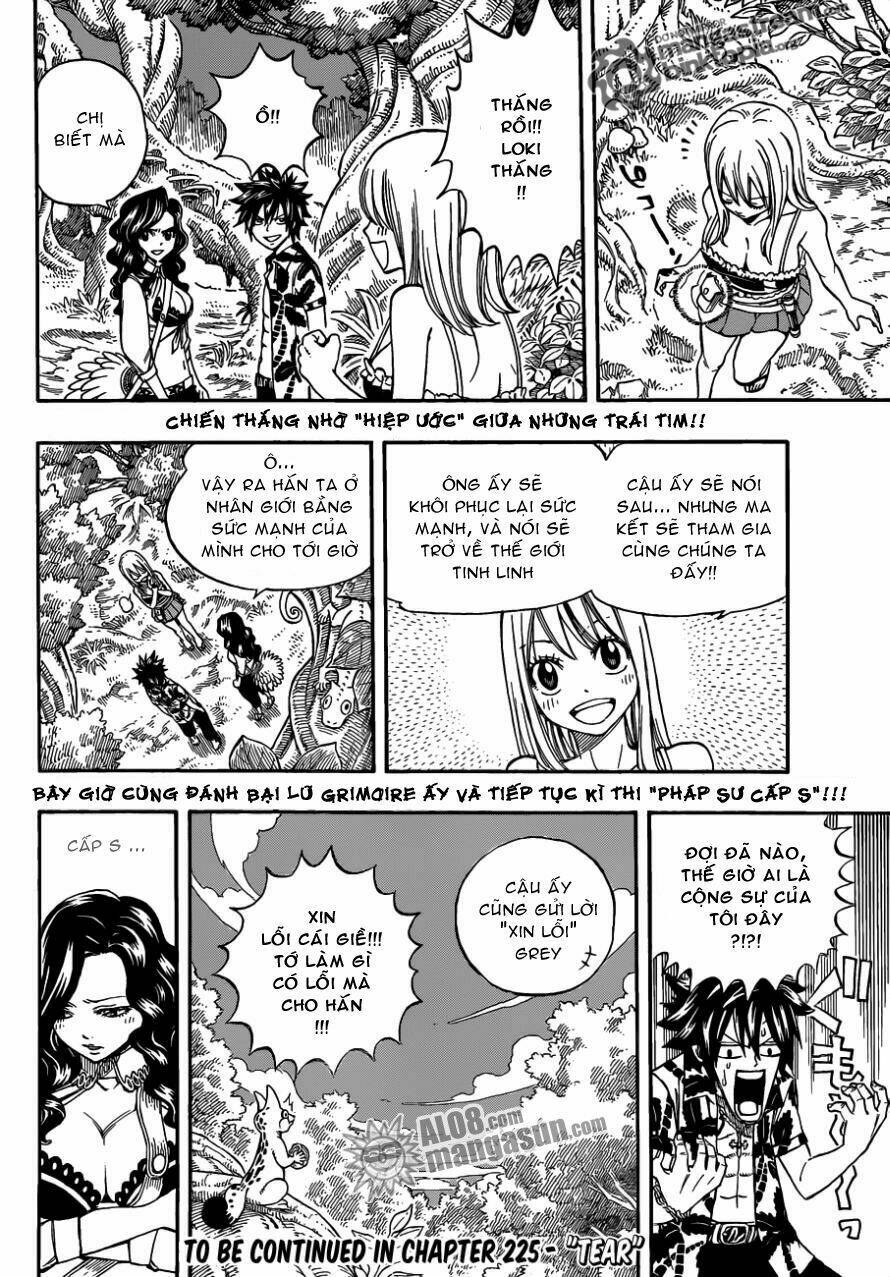 THẮNG
RỒI!!
LOKI
THẮNG
!!
Ồ!!
CHỊ
BIẾT MÀ
CHIẾN THẮNG NHỜ "HIỆP ƯỚC" GIỮA NHỮNG TRÁI TIM!!
Ô...
VẬY RA HẮN TA Ở
NHÂN GIỚI BẰNG
SỨC MẠNH CỦA
MÌNH CHO TỚI GIỜ
ÔNG ẤY SẼ
KHÔI PHỤC LẠI SỨC
MẠNH, VÀ NÓI SẼ
TRỞ VỀ THẾ GIỚI
TINH LINH
CẬU ẤY SẼ NÓI
SAU... NHƯNG MA
KẾT SẼ THAM GIA
CÙNG CHÚNG TA
ĐẤY!!
BÂY GIỜ CÙNG ĐÁNH BẠI LŨ GRIMOIRE ẤY VÀ TIẾP TỤC KÌ THI "PHÁP SƯ CẤP S"!!!
CẤP S ...
XIN
LỖI CÁI GIỀ!!!
TỚ LÀM GÌ
CÓ LỖI MÀ
CHO HẮN
!!!
CẬU ẤY
CŨNG GỬI LỜI
"XIN LỖI"
GREY
ĐỢI ĐÃ NÀO,
THẾ GIỜ AI LÀ
CỘNG SỰ CỦA
TÔI ĐÂY
?!?!
AL08.com
mangasun.com
TO BE CONTINUED IN CHAPTER 225 - "TEAR"